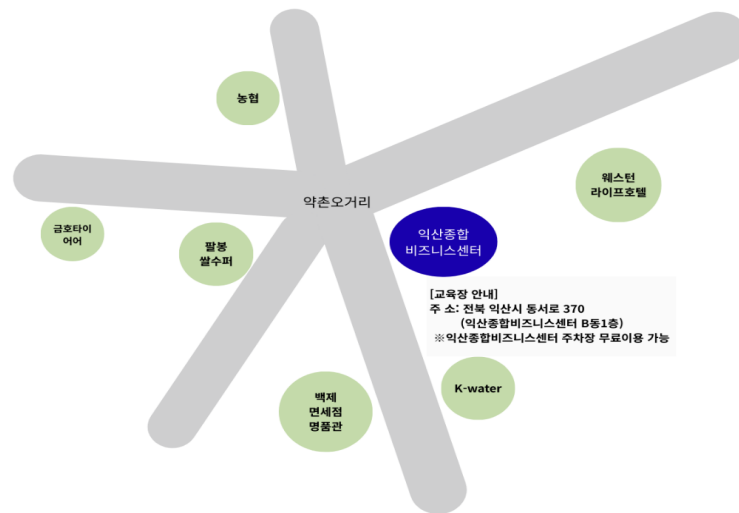 농협
웨스턴
라이프호텔
약촌오거리
금호타이
어어
팔봉
쌀수퍼
익산종합
비즈니스센터
[교육장 안내]
주 소: 전북 익산시 동서로 370
(익산종합비즈니스센터 B동1층)
※익산종합비즈니스센터 주차장 무료이용 가능
백제
면세점
명품관
K-water